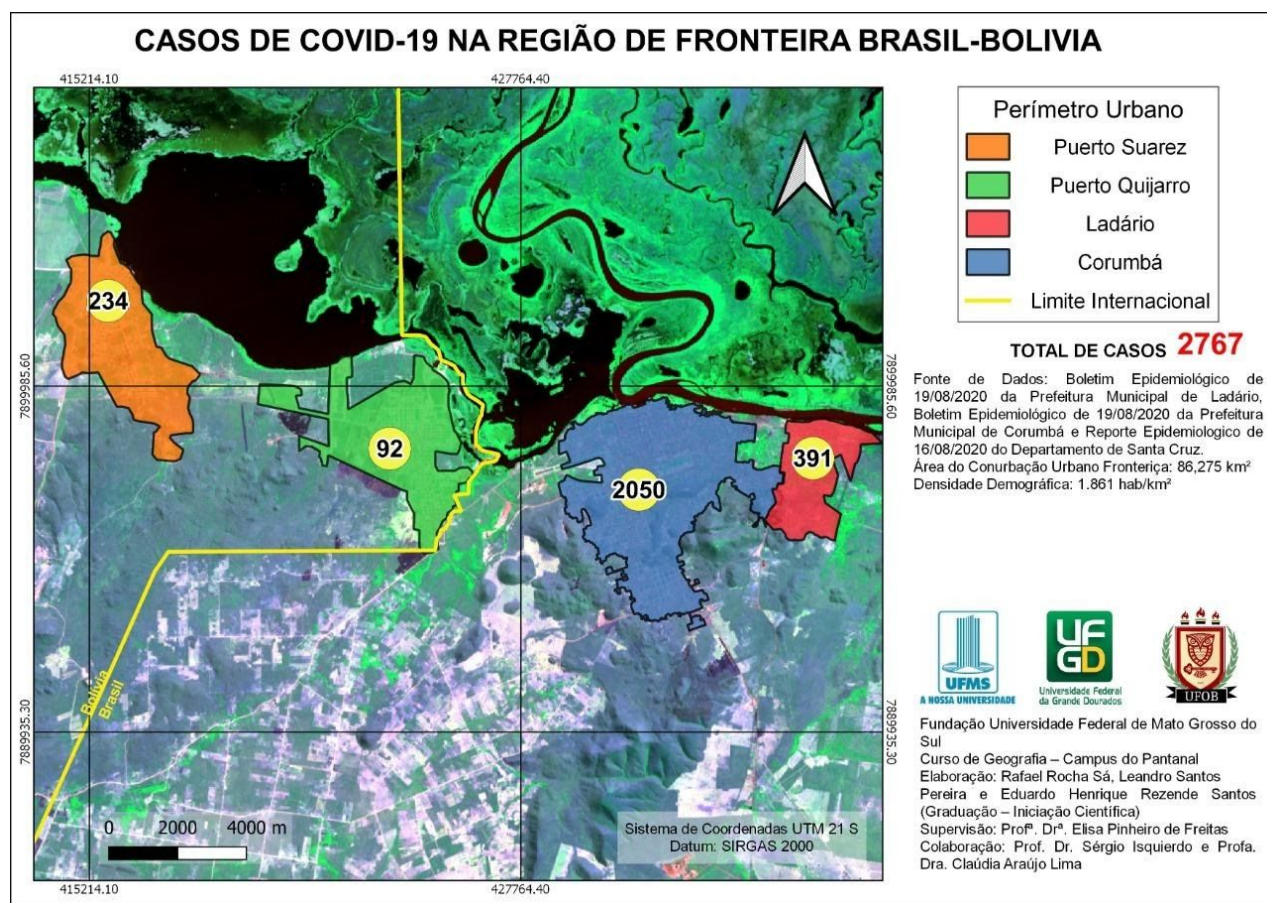 CASOS DE COVID-19 NA REGIÃO DE FRONTEIRA BRASIL-BOLIVIA
415214.10
427764.40
7899985.60
7889935.30
234
92
2050
391
Bolívia
Brasil
0 2000 4000 m
Sistema de Coordenadas UTM 21 S
Datum: SIRGAS 2000
7899985.60
7889935.30
415214.10
427764.40
Perímetro Urbano
Puerto Suarez
Puerto Quijarro
Ladário
Corumbá
Limite Internacional
TOTAL DE CASOS 2767
Fonte de Dados: Boletim Epidemiológico de
19/08/2020 da Prefeitura Municipal de Ladário,
Boletim Epidemiológico de 19/08/2020 da Prefeitura
Municipal de Corumbá e Reporte Epidemiologico de
16/08/2020 do Departamento de Santa Cruz.
Área do Conurbação Urbano Fronteriça: 86,275 km²
Densidade Demográfica: 1.861 hab/km²
UFMS
A NOSSA UNIVERSIDADE
UF
GD
Universidade Federal
da Grande Dourados
UFOB
Fundação Universidade Federal de Mato Grosso do
Sul
Curso de Geografia – Campus do Pantanal
Elaboração: Rafael Rocha Sá, Leandro Santos
Pereira e Eduardo Henrique Rezende Santos
(Graduação – Iniciação Científica)
Supervisão: Profª. Drª. Elisa Pinheiro de Freitas
Colaboração: Prof. Dr. Sérgio Isquierdo e Profa.
Dra. Claúdia Araújo Lima